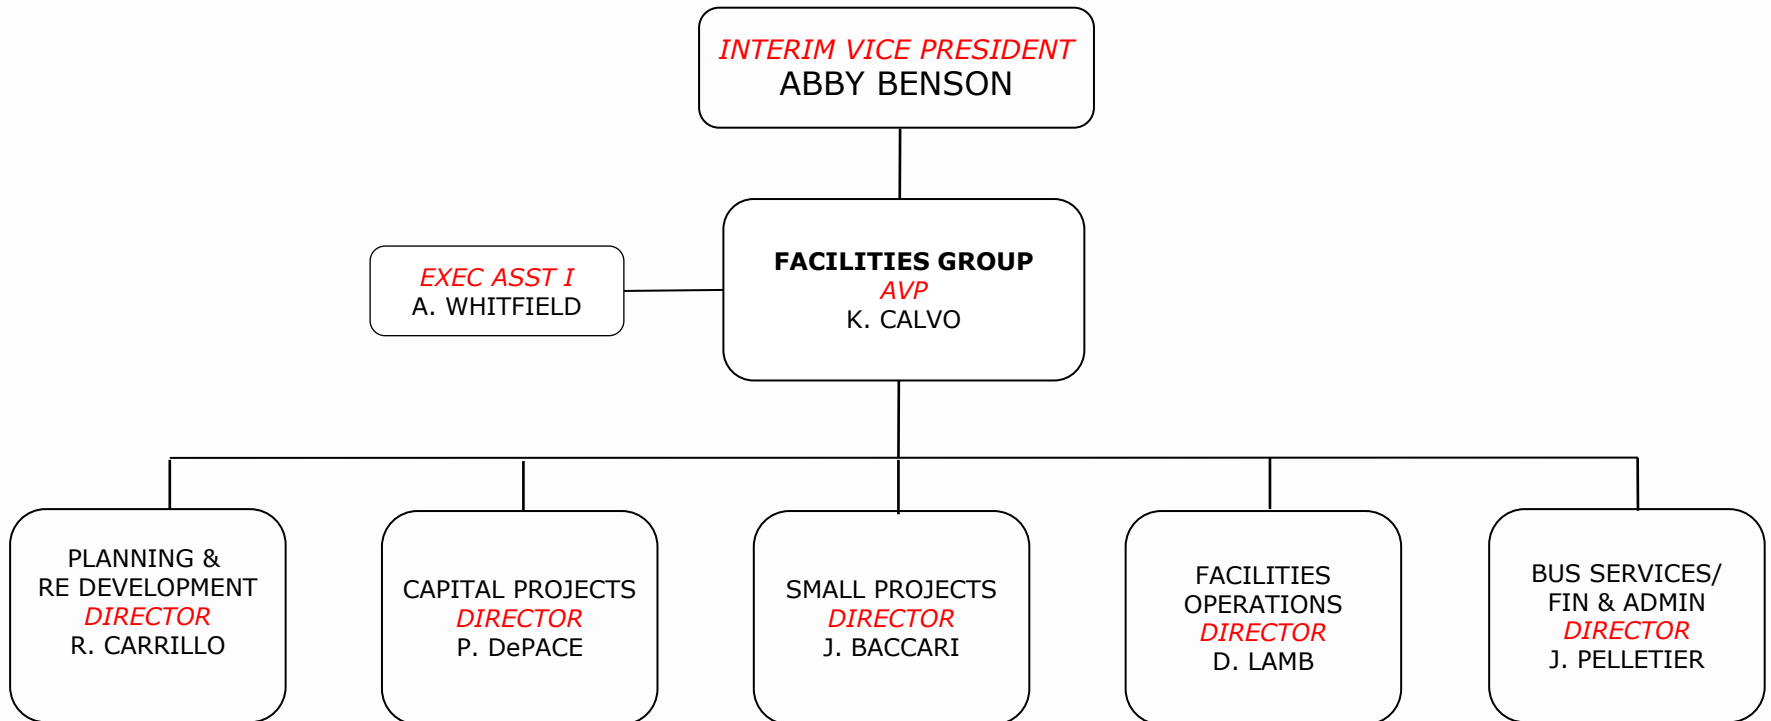 INTERIM VICE PRESIDENT
ABBY BENSON
EXEC ASST I
A. WHITFIELD
FACILITIES GROUP
AVP
K. CALVO
PLANNING &
RE DEVELOPMENT
DIRECTOR
R. CARRILLO
CAPITAL PROJECTS
DIRECTOR
P. DePACE
SMALL PROJECTS
DIRECTOR
J. BACCARI
FACILITIES
OPERATIONS
DIRECTOR
D. LAMB
BUS SERVICES/
FIN & ADMIN
DIRECTOR
J. PELLETIER